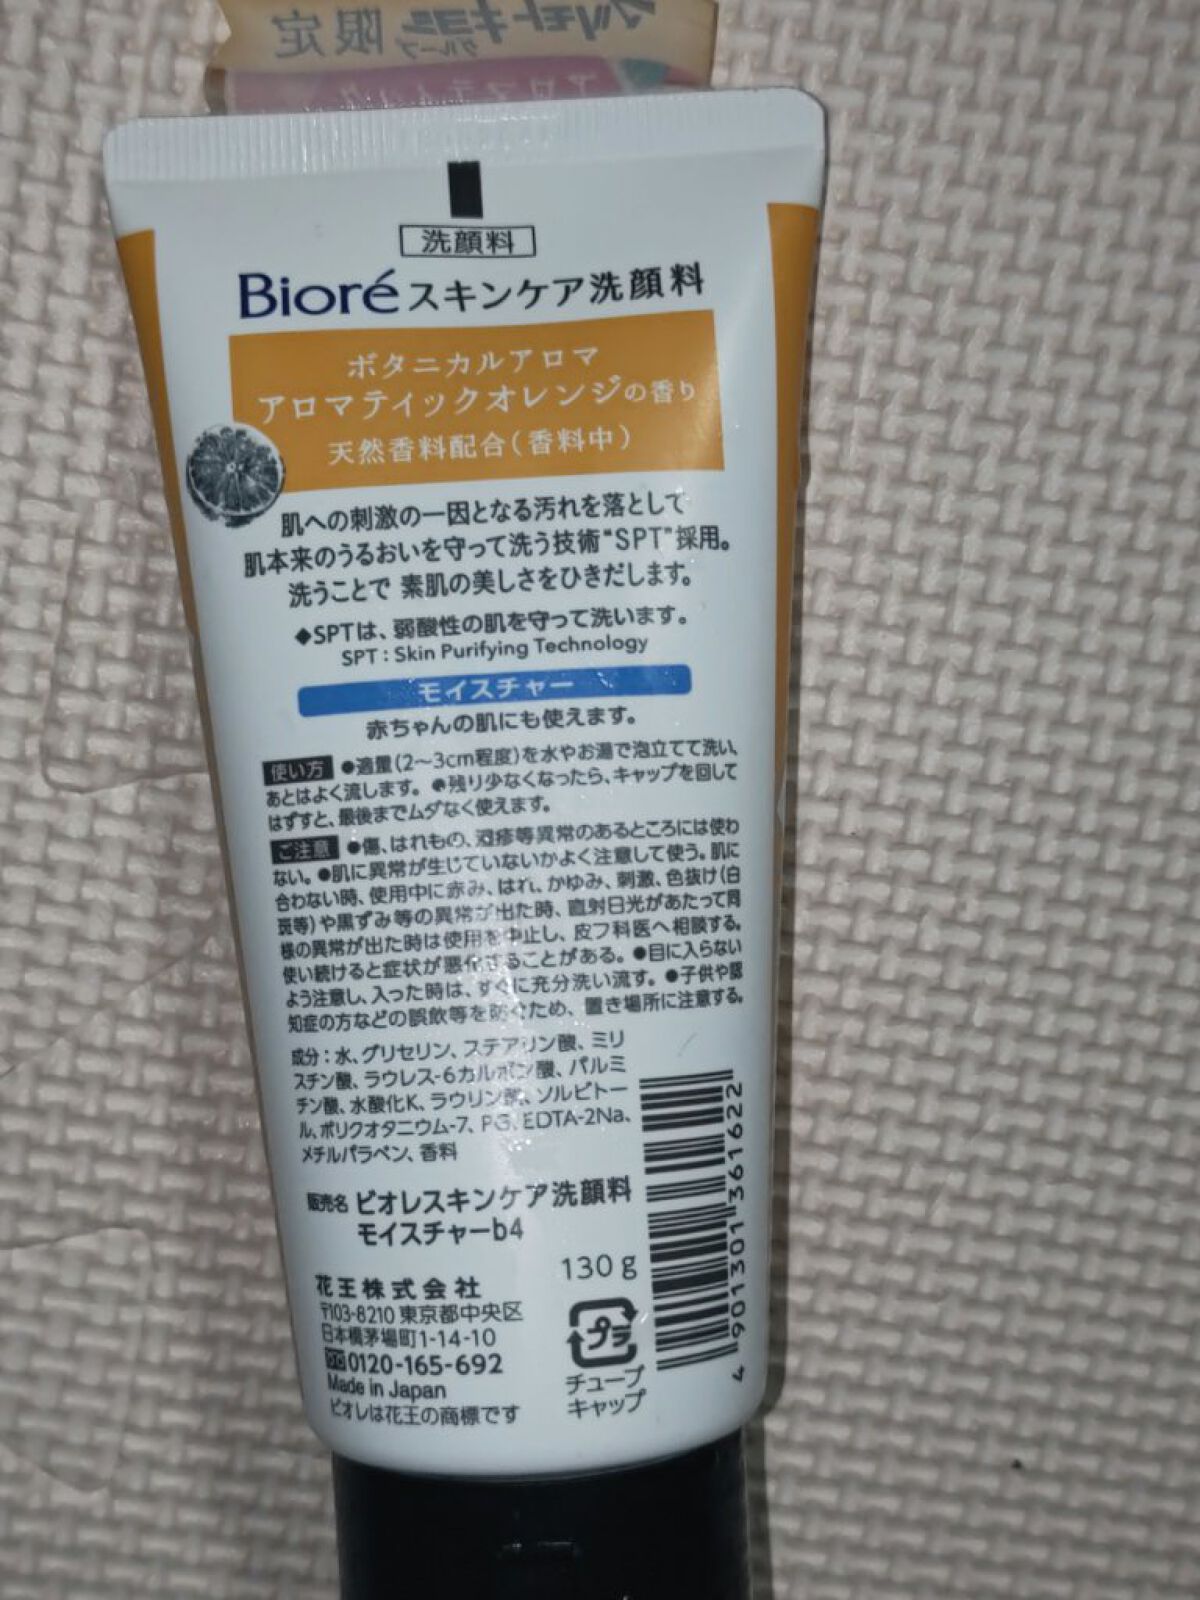 マツモトキヨシ グループ 限定
アロマティック
洗顔料
Bioréスキンケア洗顔料
ボタニカルアロマ
アロマティックオレンジの香り
天然香料配合(香料中)
肌への刺激の一因となる汚れを落として
肌本来のうるおいを守って洗う技術“SPT”採用。
洗うことで 素肌の美しさをひきだします。
◆SPTは、弱酸性の肌を守って洗います。
SPT : Skin Purifying Technology
モイスチャー
赤ちゃんの肌にも使えます。
使い方 ●適量(2〜3cm程度)を水やお湯で泡立てて洗い、
あとはよく流します。 ●残り少なくなったら、キャップを回して
はずすと、最後までムダなく使えます。
ご注意 ●傷、はれもの、湿疹等異常のあるところには使わ
ない。●肌に異常が生じていないかよく注意して使う。肌に
合わない時、使用中に赤み、はれ、かゆみ、刺激、色抜け(白
斑等)や黒ずみ等の異常が出た時、直射日光があたって同
様の異常が出た時は使用を中止し、皮フ科医へ相談する。
使い続けると症状が悪化することがある。●目に入らない
よう注意し、入った時は、すぐに充分洗い流す。●子供や認
知症の方などの誤飲等を防ぐため、置き場所に注意する。
成分：水、グリセリン、ステアリン酸、ミリ
スチン酸、ラウレス-6カルボン酸、パルミ
チン酸、水酸化K、ラウリン酸、ソルビトー
ル、ポリクオタニウム-7、PG、EDTA-2Na、
メチルパラベン、香料
販売名 ビオレスキンケア洗顔料
モイスチャーb4
130 g
花王株式会社
〒103-8210 東京都中央区
日本橋茅場町1-14-10
0120-165-692
Made in Japan
ビオレは花王の商標です
プラ
チューブ
キャップ
4 901301 361622